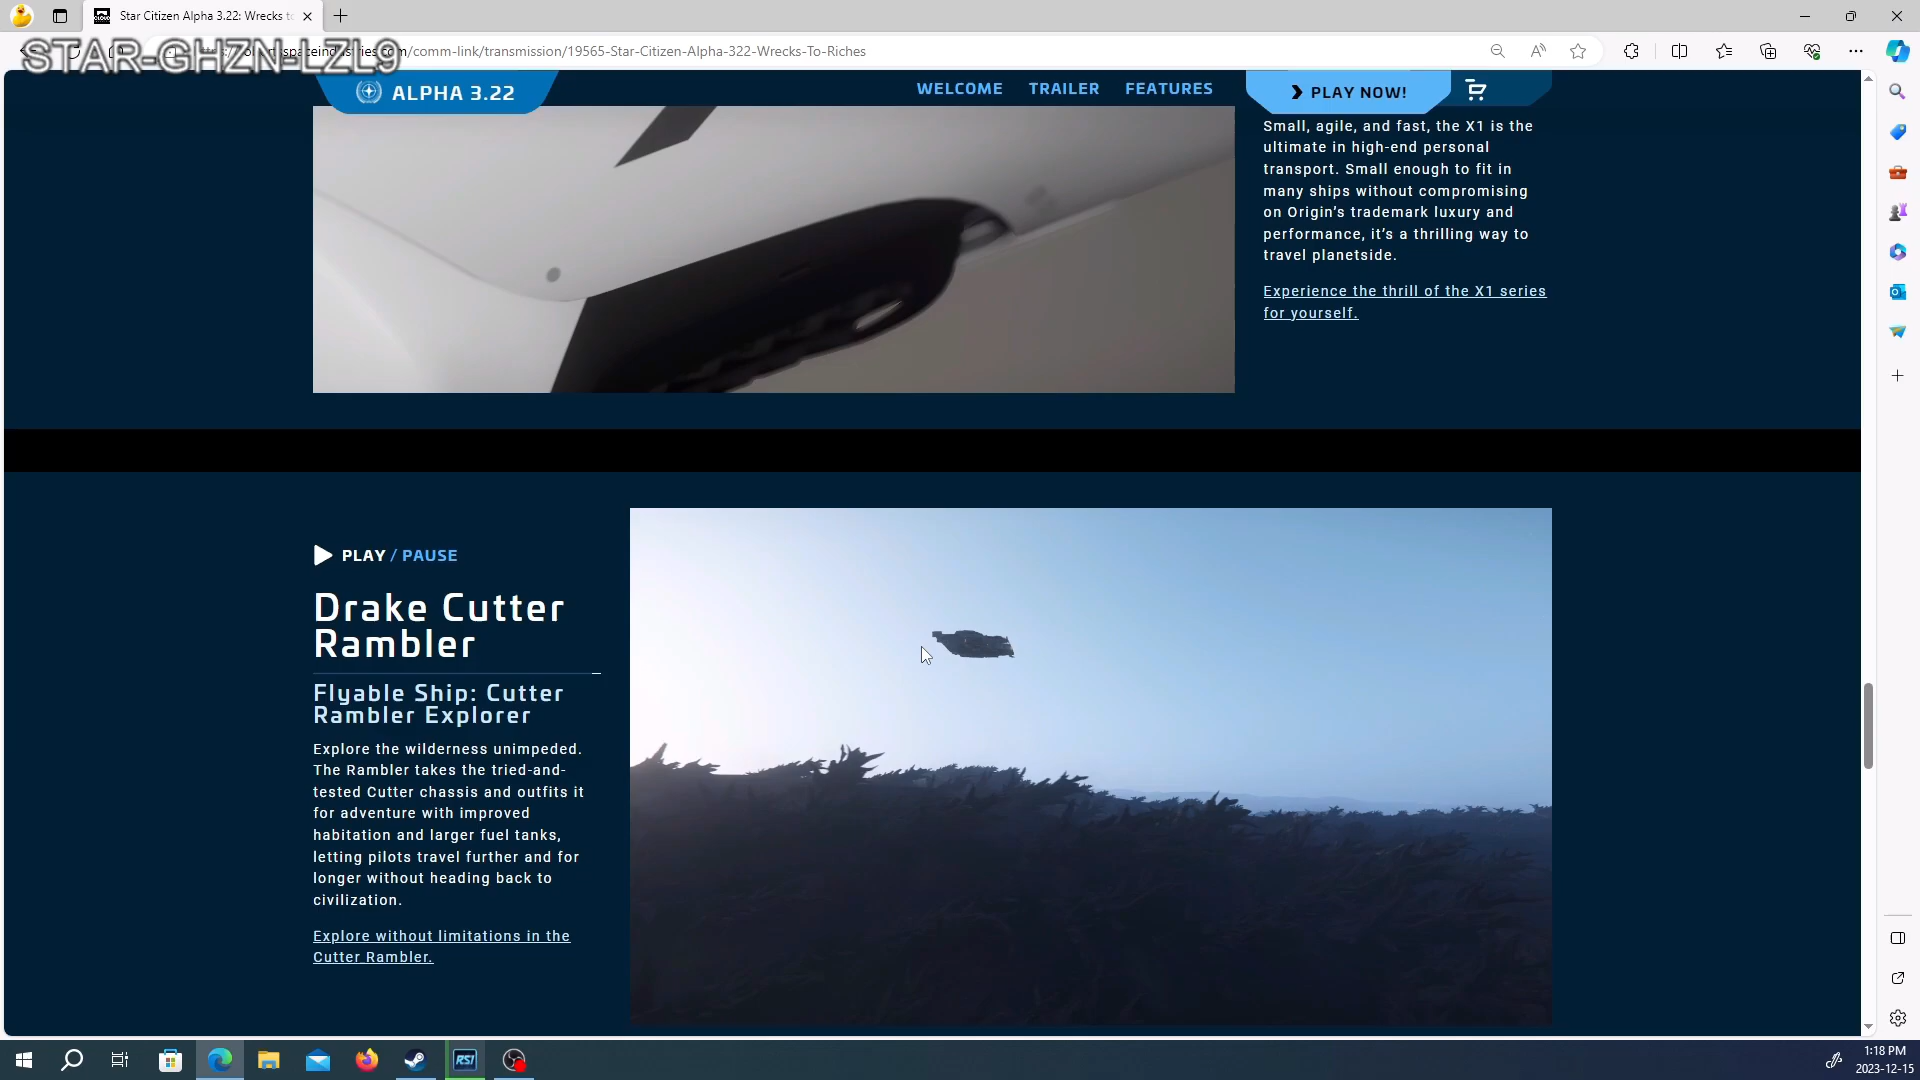 Star Citizen Alpha 3.22: Wrecks to
STAR-GHZN-LZL9
/comm-link/transmission/19565-Star-Citizen-Alpha-322-Wrecks-To-Riches
ALPHA 3.22
WELCOME
TRAILER
FEATURES
PLAY NOW!
Small, agile, and fast, the X1 is the
ultimate in high-end personal
transport. Small enough to fit in
many ships without compromising
on Origin's trademark luxury and
performance, it's a thrilling way to
travel planetside.
Experience the thrill of the X1 series
for yourself.
PLAY / PAUSE
Drake Cutter
Rambler
Flyable Ship: Cutter
Rambler Explorer
Explore the wilderness unimpeded.
The Rambler takes the tried-and-
tested Cutter chassis and outfits it
for adventure with improved
habitation and larger fuel tanks,
letting pilots travel further and for
longer without heading back to
civilization.
Explore without limitations in the
Cutter Rambler.
RSI
1:18 PM
2023-12-15